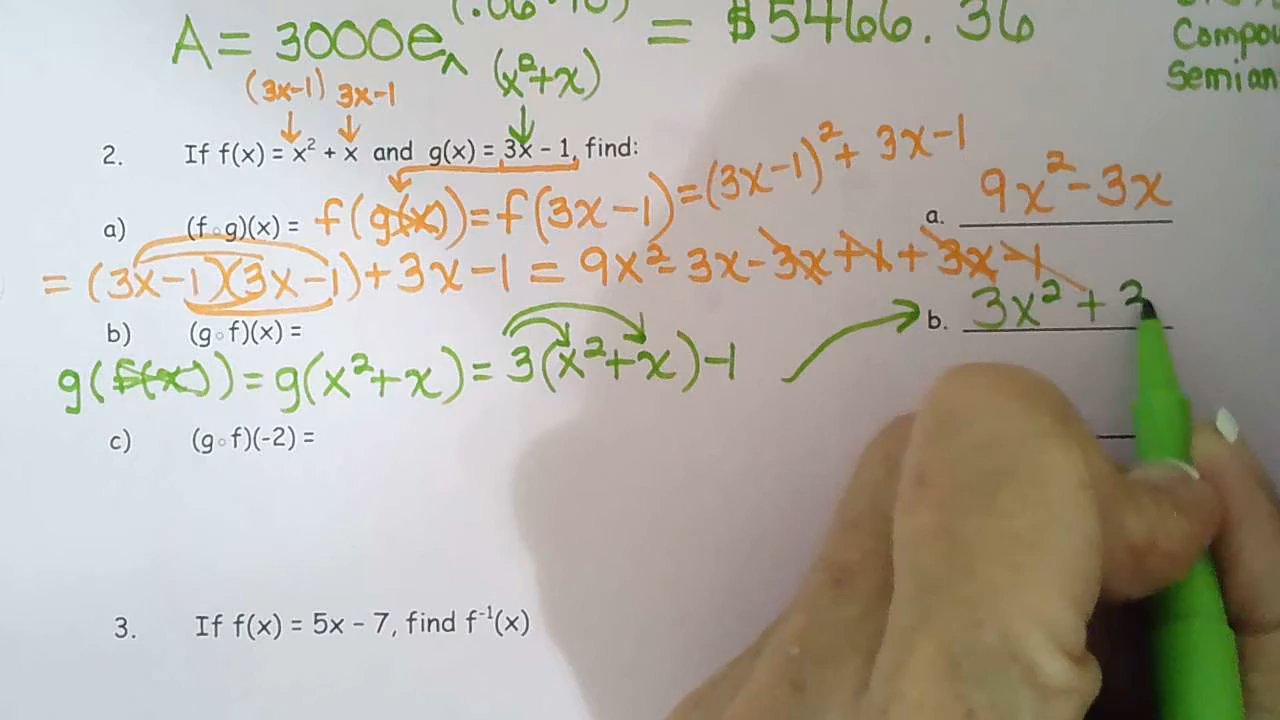 (.06·10)
A = 3000e^ = $5466.36
Compou
Semian
(3x-1) 3x-1 (x²+x)
2. If f(x) = x² + x and g(x) = 3x - 1, find:
a) (f∘g)(x) = f(g(x)) = f(3x-1) = (3x-1)² + 3x-1
a. 9x² - 3x
= (3x-1)(3x-1) + 3x-1 = 9x² - 3x - 3x + 1 + 3x - 1
b) (g∘f)(x) =
b. 3x² + 3
g(f(x)) = g(x²+x) = 3(x²+x) - 1
c) (g∘f)(-2) =
3. If f(x) = 5x - 7, find f⁻¹(x)